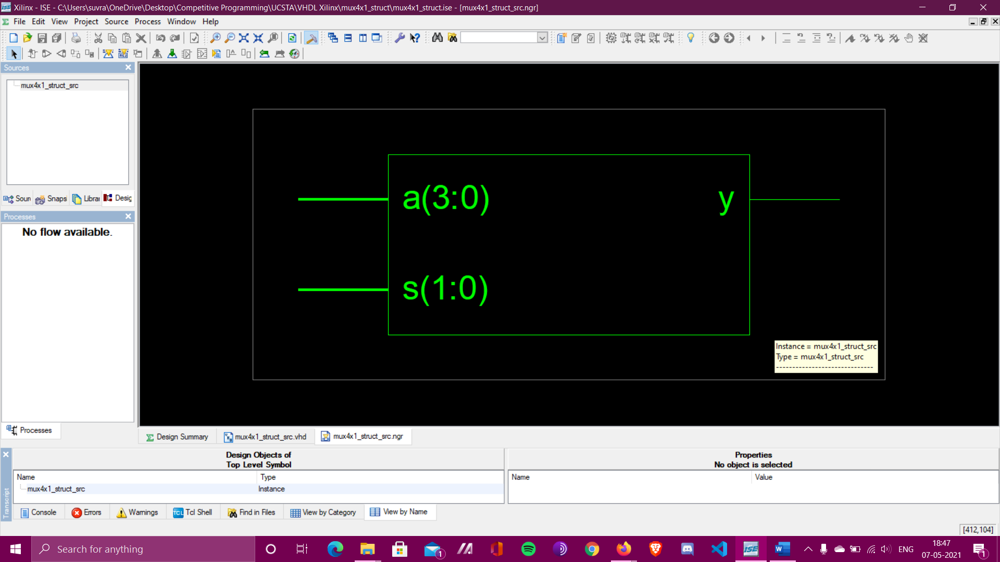 Xilinx - ISE - C:\Users\suvra\OneDrive\Desktop\Competitive Programming\UCSTA\VHDL Xilinx\mux4x1_struct\mux4x1_struct.ise - [mux4x1_struct_src.ngr]
File Edit View Project Source Process Window Help
Sources
mux4x1_struct_src
Soun Snaps Librai Desig
Processes
No flow available.
Processes
a(3:0) y
s(1:0)
Instance = mux4x1_struct_src
Type = mux4x1_struct_src
-------------------------------
Design Summary mux4x1_struct_src.vhd mux4x1_struct_src.ngr
Transcript
Design Objects of
Top Level Symbol
Name Type
mux4x1_struct_src Instance
Properties
No object is selected
Name Value
Console Errors Warnings TCL Tcl Shell Find in Files View by Category View by Name
[412,104]
Search for anything
1
ISE
W
ENG
18:47
07-05-2021
1